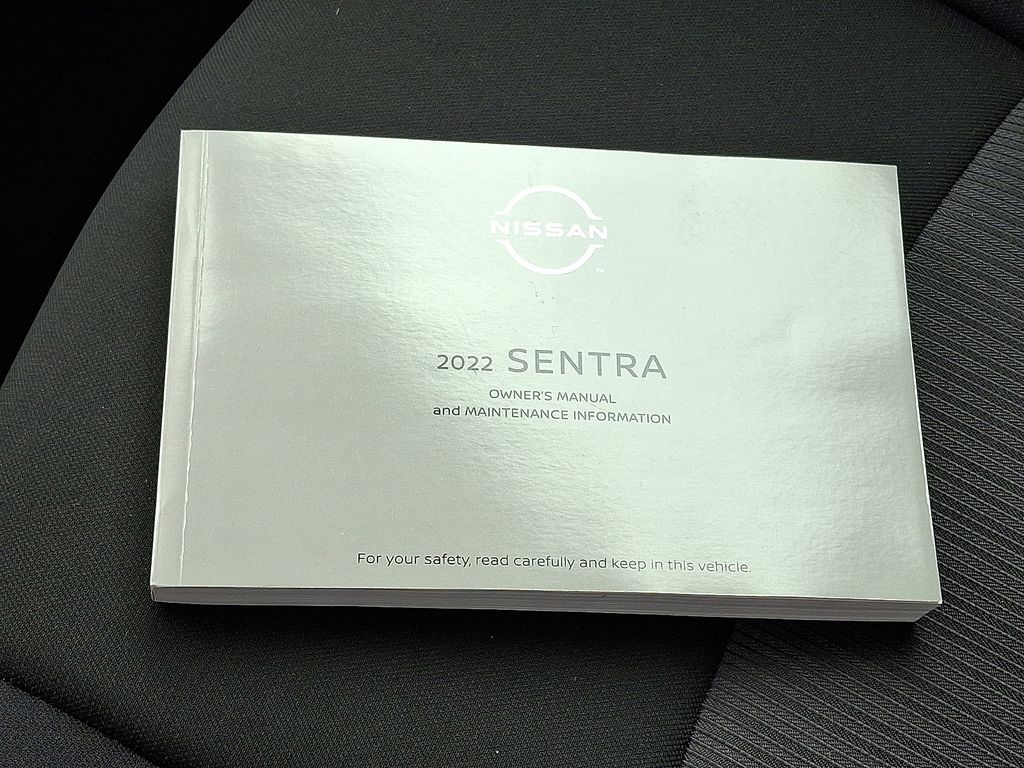 NISSAN
2022 SENTRA
OWNER'S MANUAL
and MAINTENANCE INFORMATION
For your safety, read carefully and keep in this vehicle.